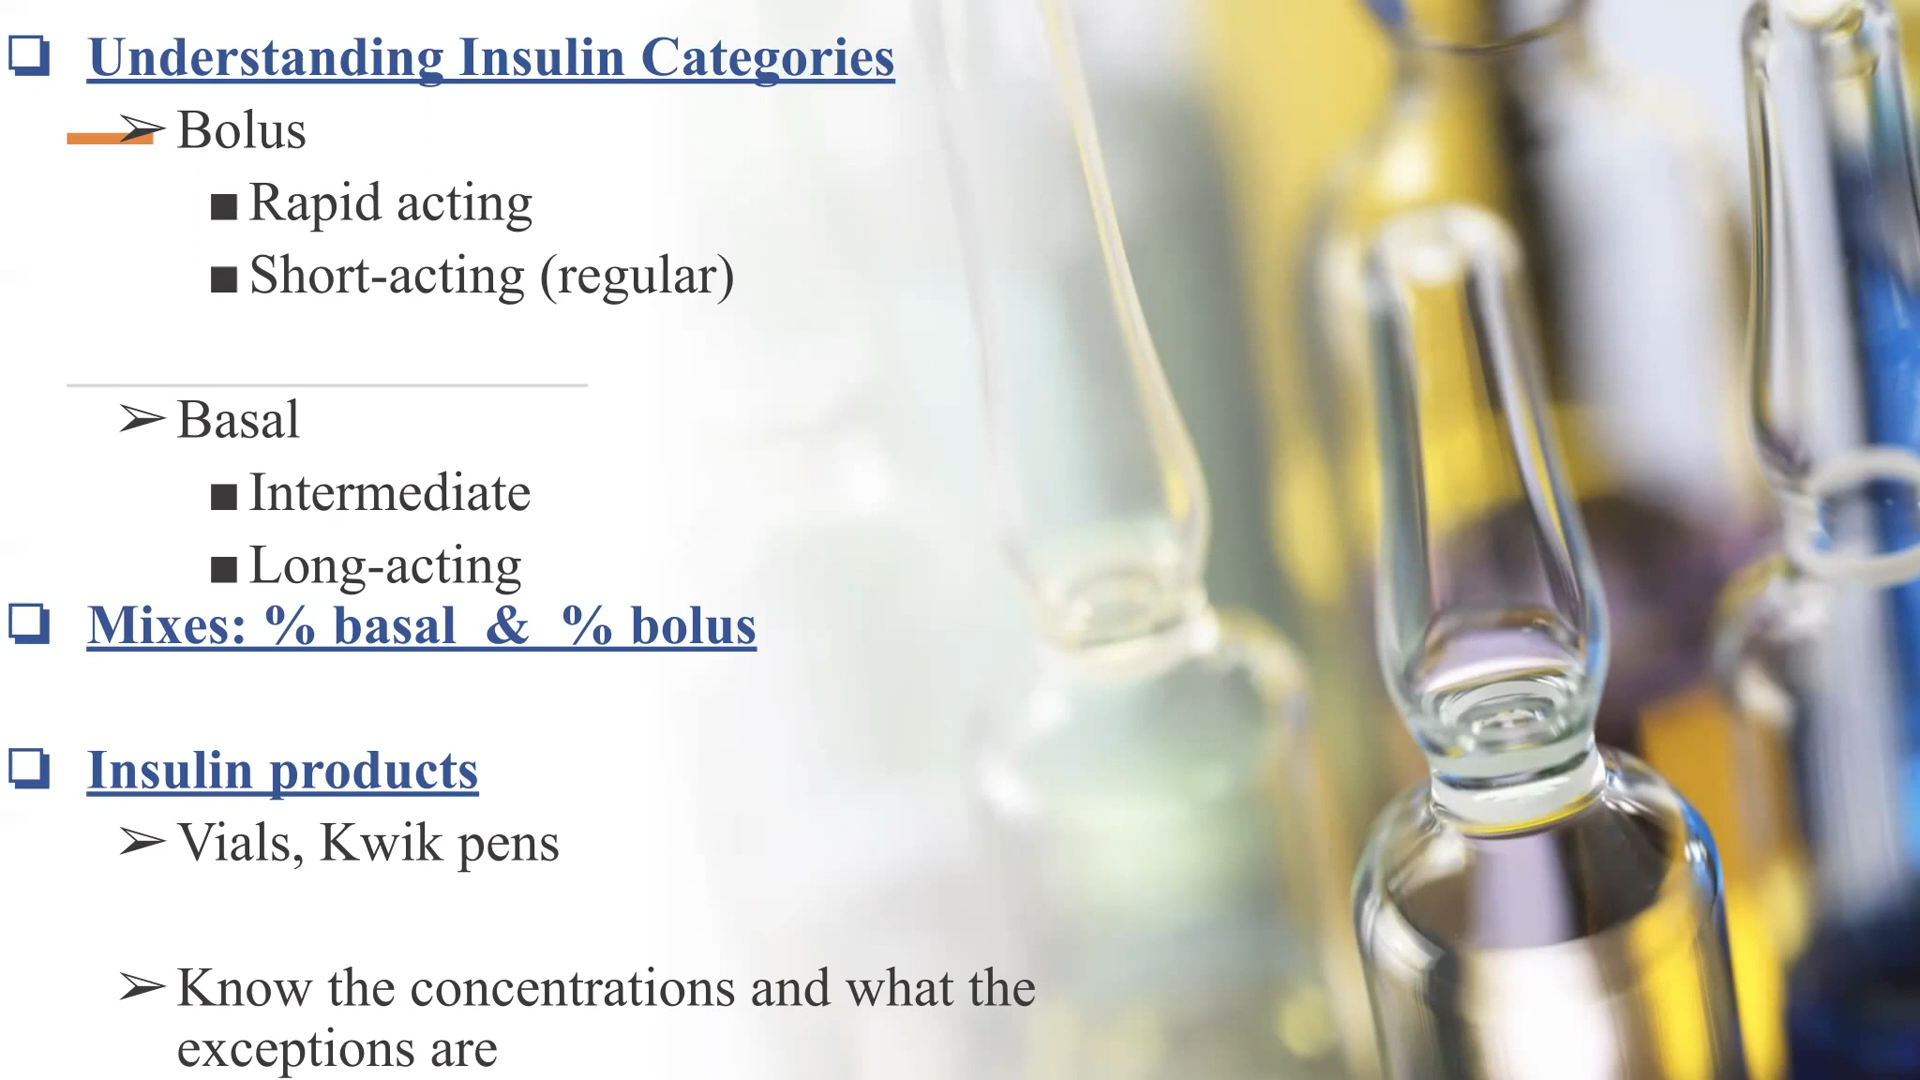 ❑ Understanding Insulin Categories
➢ Bolus
▪ Rapid acting
▪ Short-acting (regular)
➢ Basal
▪ Intermediate
▪ Long-acting
❑ Mixes: % basal & % bolus
❑ Insulin products
➢ Vials, Kwik pens
➢ Know the concentrations and what the
exceptions are